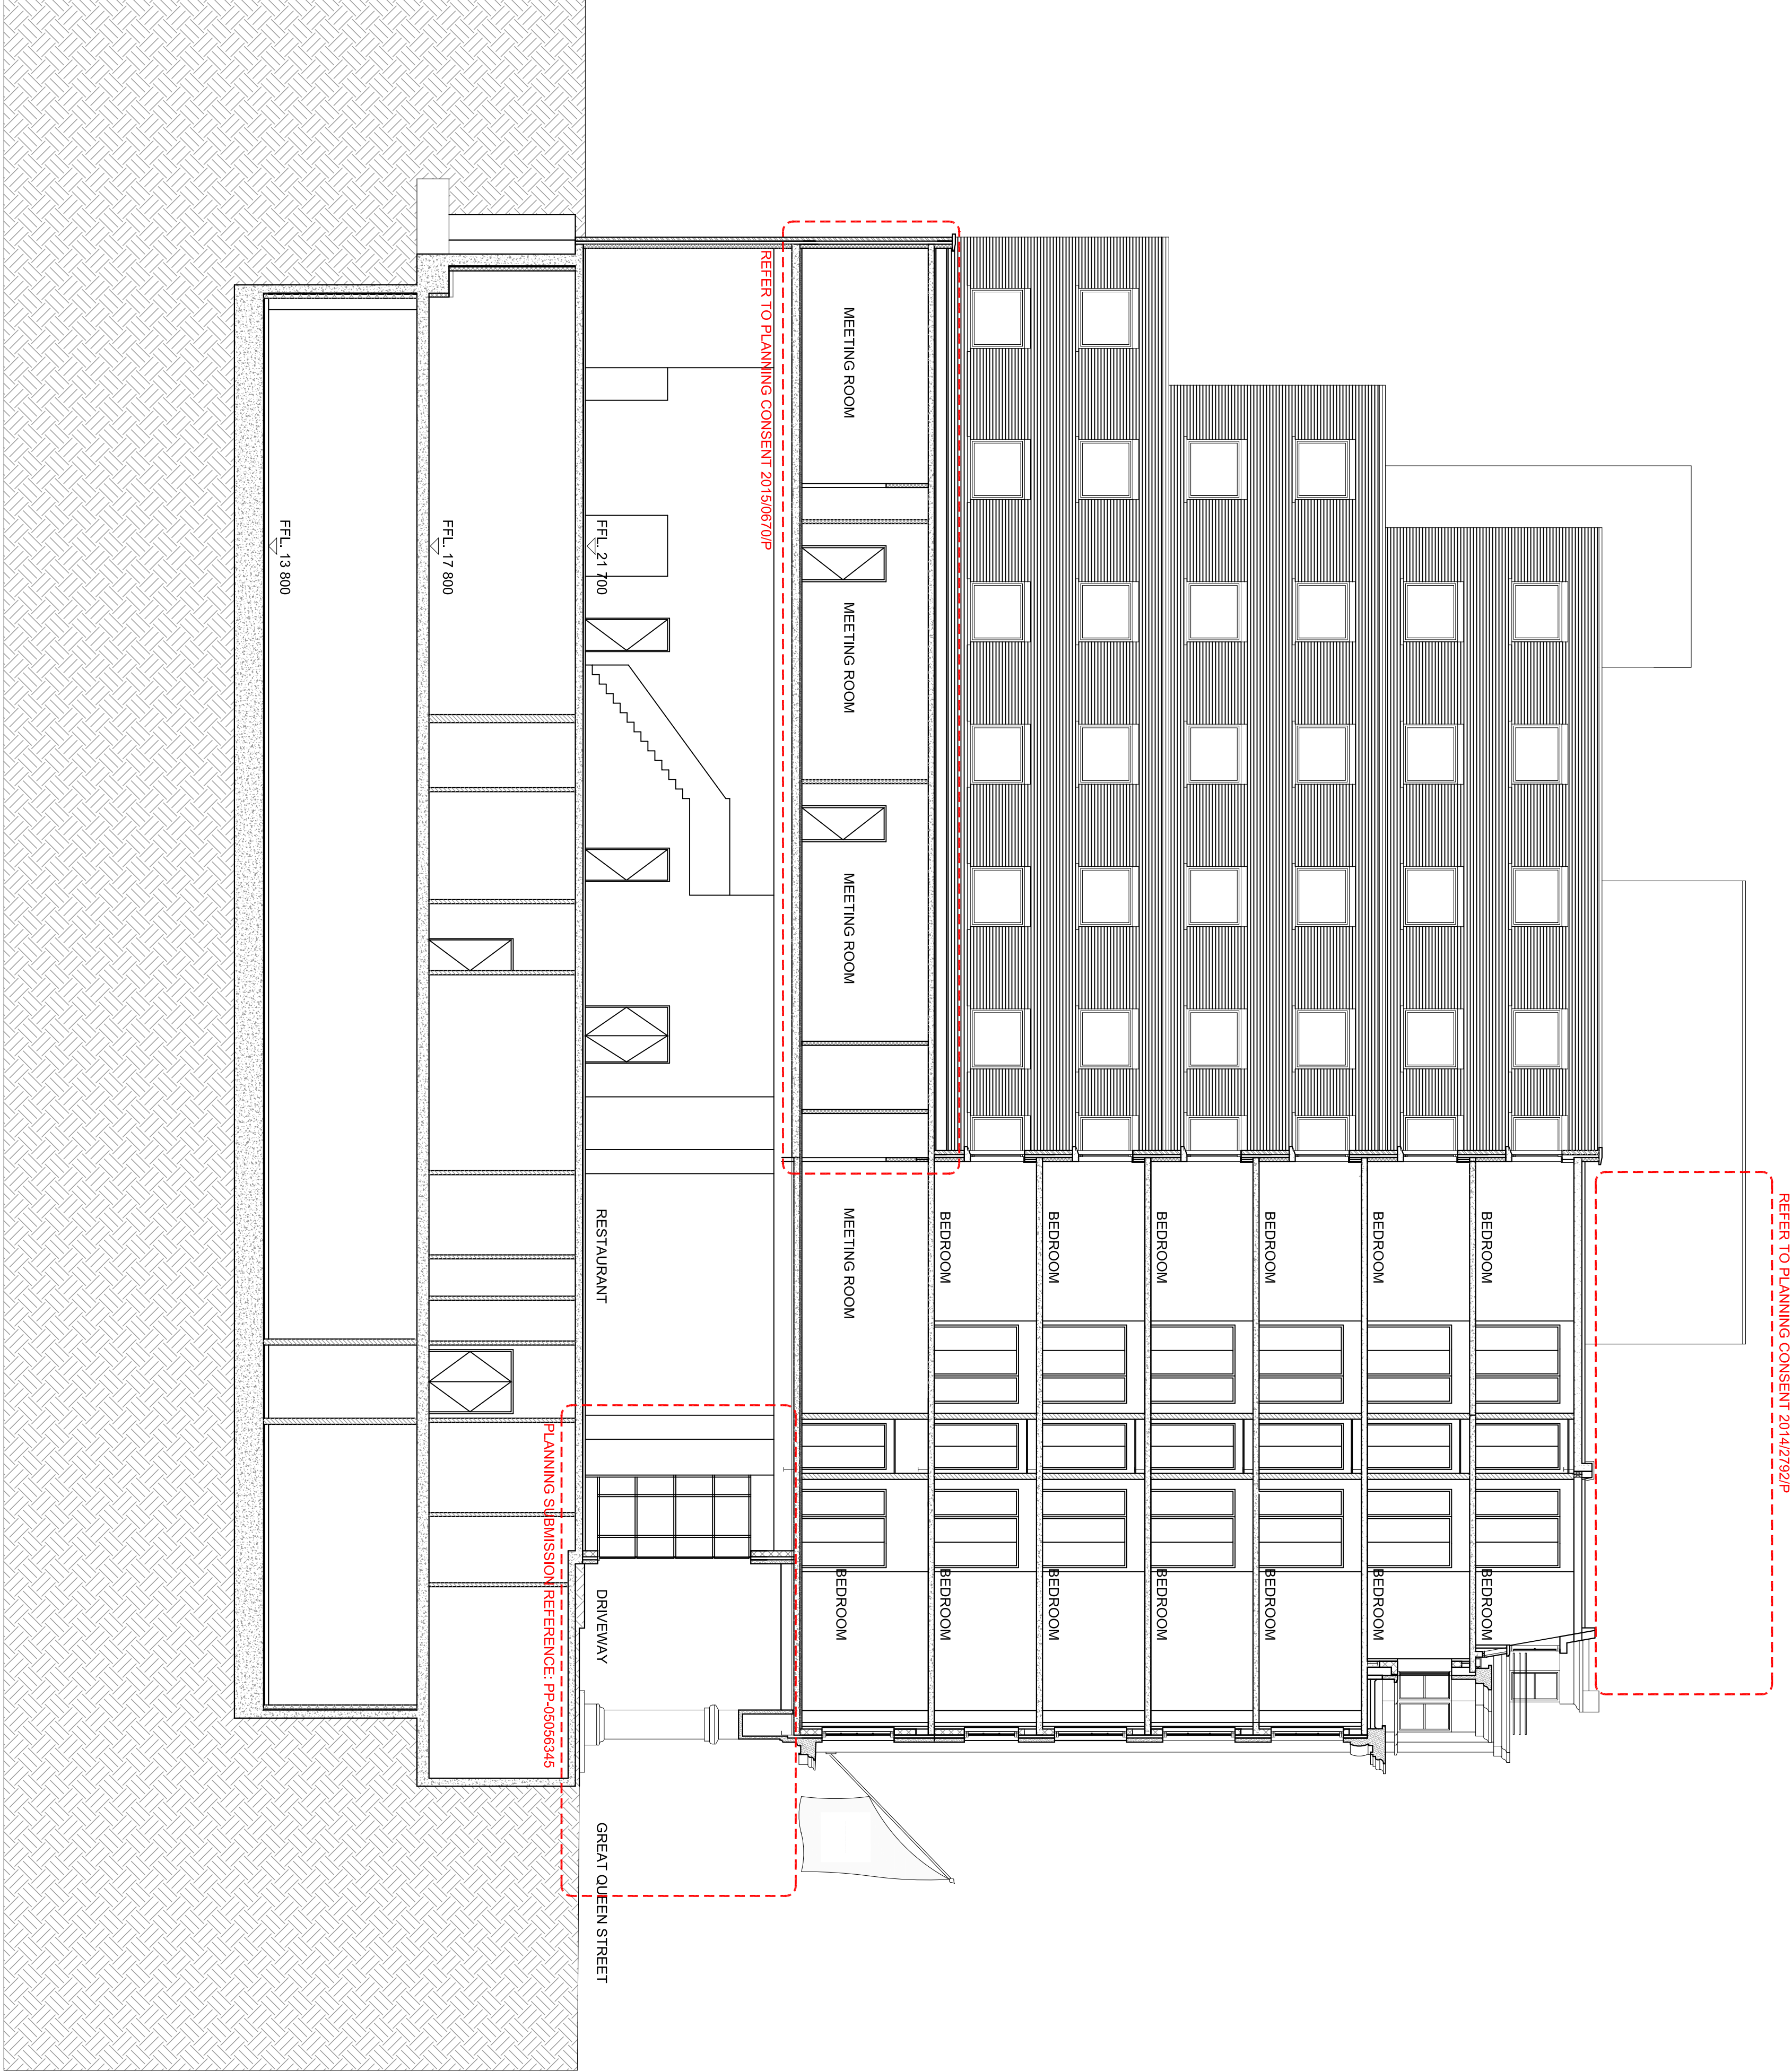 REFER TO PLANNING CONSENT 2014/2792/P
BEDROOM
BEDROOM
BEDROOM
BEDROOM
BEDROOM
BEDROOM
BEDROOM
BEDROOM
BEDROOM
BEDROOM
BEDROOM
BEDROOM
MEETING ROOM
MEETING ROOM
MEETING ROOM
MEETING ROOM
BEDROOM
REFER TO PLANNING CONSENT 2015/0670/P
FFL. 21 700
RESTAURANT
DRIVEWAY
GREAT QUEEN STREET
PLANNING SUBMISSION REFERENCE: PP-05056345
FFL. 17 800
FFL. 13 800